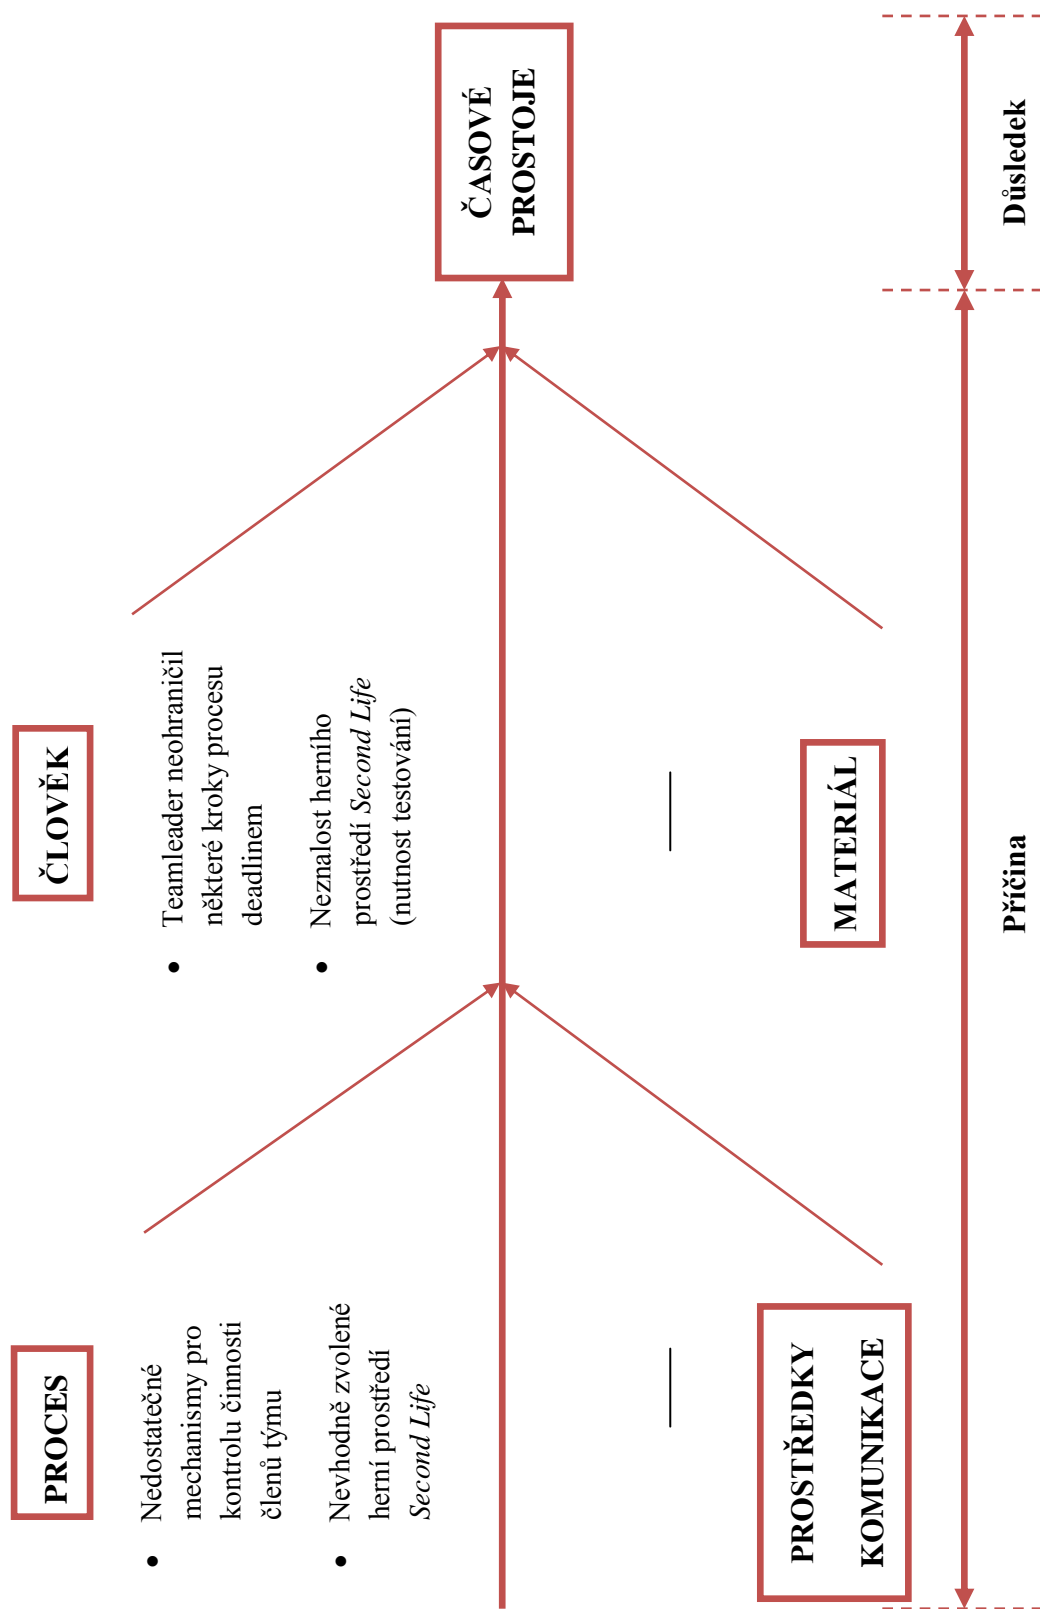 PROCES
• Nedostatečné
mechanismy pro
kontrolu činnosti
členů týmu
• Nevhodně zvolené
herní prostředí
Second Life
ČLOVĚK
• Teamleader neohraničil
některé kroky procesu
deadlinem
• Neznalost herního
prostředí Second Life
(nutnost testování)
ČASOVÉ
PROSTOJE
—
—
PROSTŘEDKY
KOMUNIKACE
MATERIÁL
Příčina
Důsledek